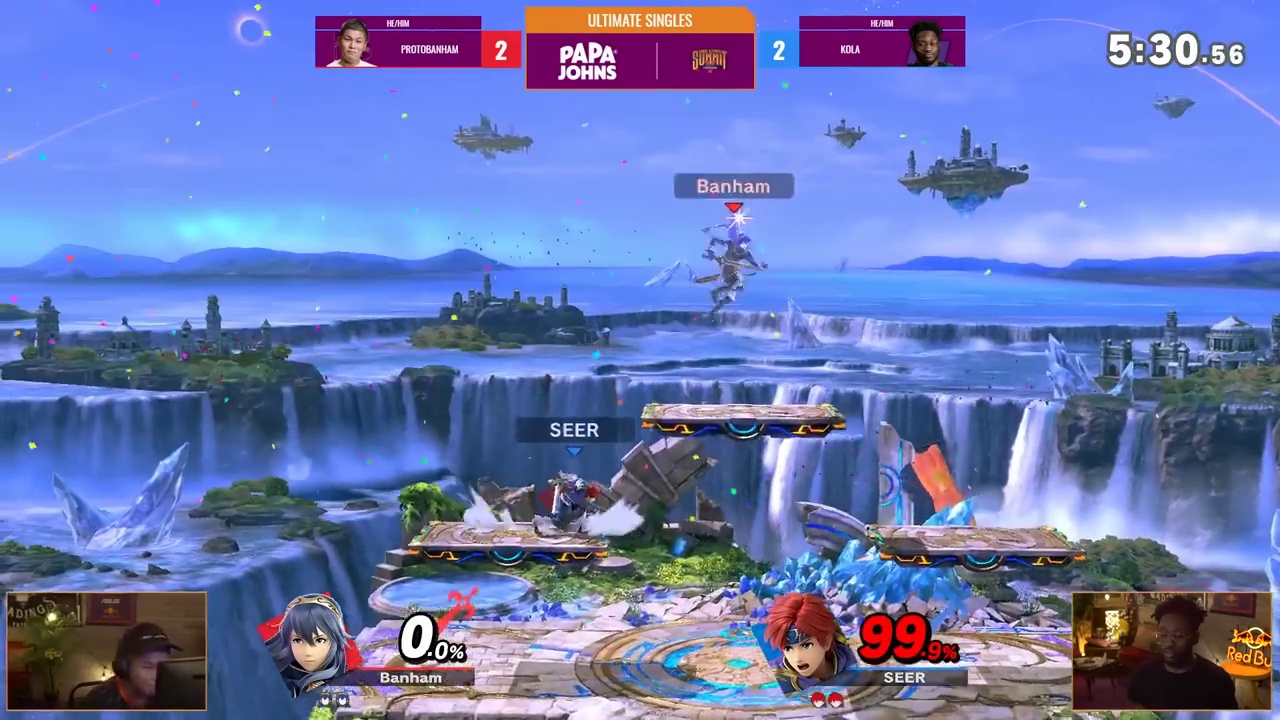 HE/HIM
PROTOBANHAM
2
ULTIMATE SINGLES
PAPA JOHNS
SUMMIT
2
HE/HIM
KOLA
5:30.56
Banham
SEER
0.0%
Banham
99.9%
SEER
Red Bu